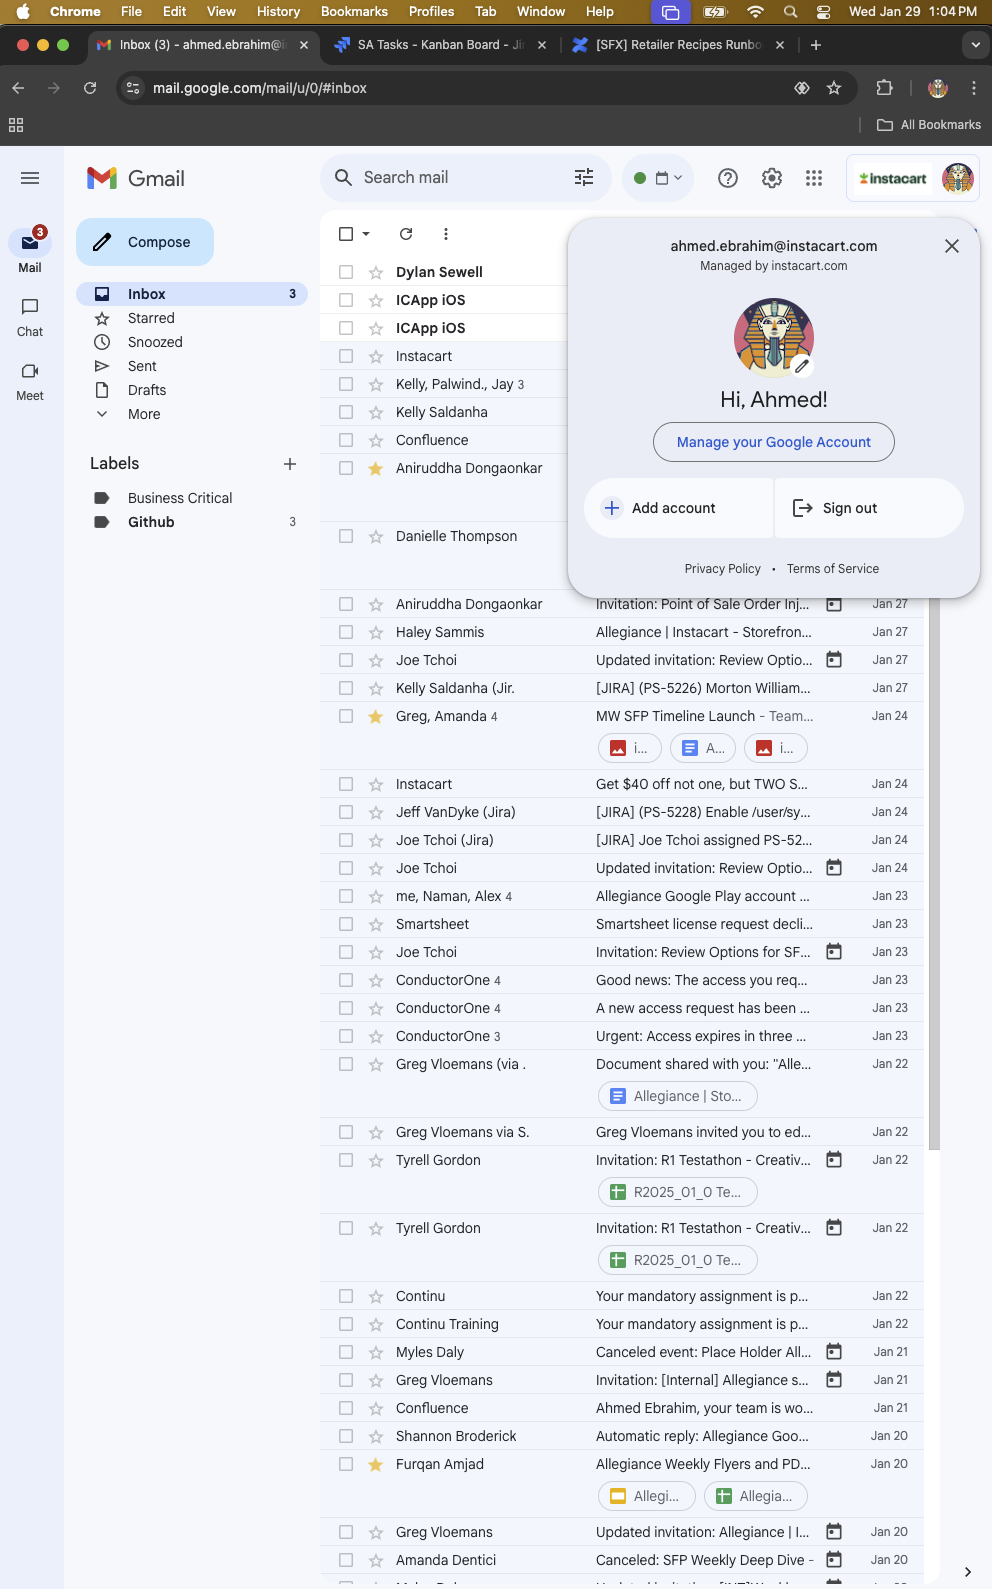 Chrome File Edit View History Bookmarks Profiles Tab Window Help Wed Jan 29 1:04 PM
Inbox (3) - ahmed.ebrahim@i
SA Tasks - Kanban Board - Ji
[SFX] Retailer Recipes Runbo
mail.google.com/mail/u/0/#inbox
All Bookmarks
Gmail
Search mail
instacart
3
Mail
Chat
Meet
Compose
Inbox 3
Starred
Snoozed
Sent
Drafts
More
Labels
Business Critical
Github 3
ahmed.ebrahim@instacart.com
Managed by instacart.com
Hi, Ahmed!
Manage your Google Account
Add account
Sign out
Privacy Policy • Terms of Service
Dylan Sewell
ICApp iOS
ICApp iOS
Instacart
Kelly, Palwind., Jay 3
Kelly Saldanha
Confluence
Aniruddha Dongaonkar
Danielle Thompson
Aniruddha Dongaonkar Invitation: Point of Sale Order Inj... Jan 27
Haley Sammis Allegiance | Instacart - Storefron... Jan 27
Joe Tchoi Updated invitation: Review Optio... Jan 27
Kelly Saldanha (Jir. [JIRA] (PS-5226) Morton William... Jan 27
Greg, Amanda 4 MW SFP Timeline Launch - Team... Jan 24
i... A... i...
Instacart Get $40 off not one, but TWO S... Jan 24
Jeff VanDyke (Jira) [JIRA] (PS-5228) Enable /user/sy... Jan 24
Joe Tchoi (Jira) [JIRA] Joe Tchoi assigned PS-52... Jan 24
Joe Tchoi Updated invitation: Review Optio... Jan 24
me, Naman, Alex 4 Allegiance Google Play account ... Jan 23
Smartsheet Smartsheet license request decli... Jan 23
Joe Tchoi Invitation: Review Options for SF... Jan 23
ConductorOne 4 Good news: The access you req... Jan 23
ConductorOne 4 A new access request has been ... Jan 23
ConductorOne 3 Urgent: Access expires in three ... Jan 23
Greg Vloemans (via . Document shared with you: "Alle... Jan 22
Allegiance | Sto...
Greg Vloemans via S. Greg Vloemans invited you to ed... Jan 22
Tyrell Gordon Invitation: R1 Testathon - Creativ... Jan 22
R2025_01_0 Te...
Tyrell Gordon Invitation: R1 Testathon - Creativ... Jan 22
R2025_01_0 Te...
Continu Your mandatory assignment is p... Jan 22
Continu Training Your mandatory assignment is p... Jan 22
Myles Daly Canceled event: Place Holder All... Jan 21
Greg Vloemans Invitation: [Internal] Allegiance s... Jan 21
Confluence Ahmed Ebrahim, your team is wo... Jan 21
Shannon Broderick Automatic reply: Allegiance Goo... Jan 20
Furqan Amjad Allegiance Weekly Flyers and PD... Jan 20
Allegi... Allegia...
Greg Vloemans Updated invitation: Allegiance | I... Jan 20
Amanda Dentici Canceled: SFP Weekly Deep Dive - Jan 20